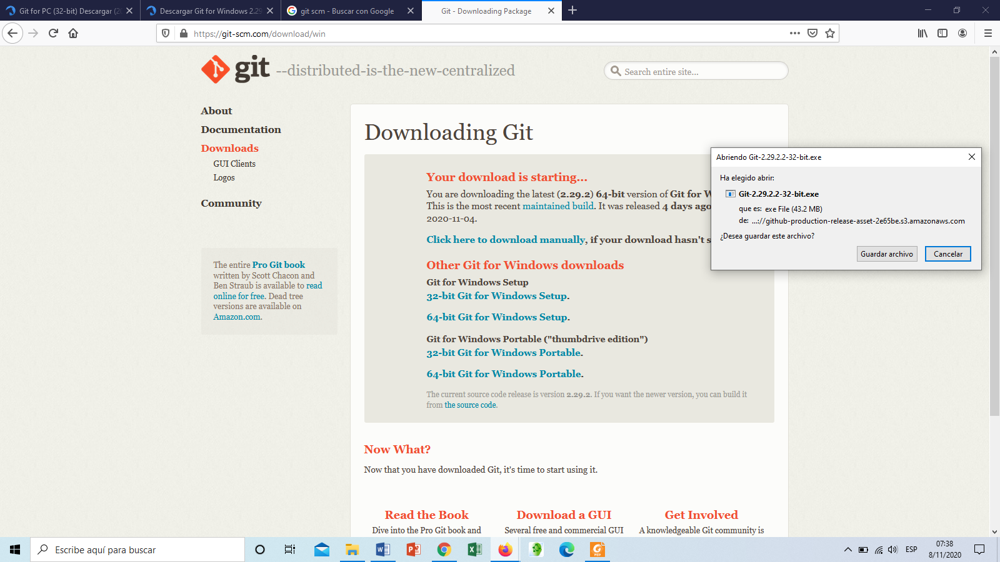 Git for PC (32-bit) Descargar (20
Descargar Git for Windows 2.29
git scm - Buscar con Google
Git - Downloading Package
https://git-scm.com/download/win
git --distributed-is-the-new-centralized
Search entire site...
About
Documentation
Downloads
GUI Clients
Logos
Community
The entire Pro Git book
written by Scott Chacon and
Ben Straub is available to read
online for free. Dead tree
versions are available on
Amazon.com.
Downloading Git
Your download is starting...
You are downloading the latest (2.29.2) 64-bit version of Git for W
This is the most recent maintained build. It was released 4 days ago
2020-11-04.
Click here to download manually, if your download hasn't s
Other Git for Windows downloads
Git for Windows Setup
32-bit Git for Windows Setup.
64-bit Git for Windows Setup.
Git for Windows Portable ("thumbdrive edition")
32-bit Git for Windows Portable.
64-bit Git for Windows Portable.
The current source code release is version 2.29.2. If you want the newer version, you can build it
from the source code.
Now What?
Now that you have downloaded Git, it's time to start using it.
Read the Book
Dive into the Pro Git book and
Download a GUI
Several free and commercial GUI
Get Involved
A knowledgeable Git community is
Abriendo Git-2.29.2.2-32-bit.exe
Ha elegido abrir:
Git-2.29.2.2-32-bit.exe
que es: exe File (43.2 MB)
de: ...://github-production-release-asset-2e65be.s3.amazonaws.com
¿Desea guardar este archivo?
Guardar archivo
Cancelar
Escribe aquí para buscar
ESP
07:38
8/11/2020